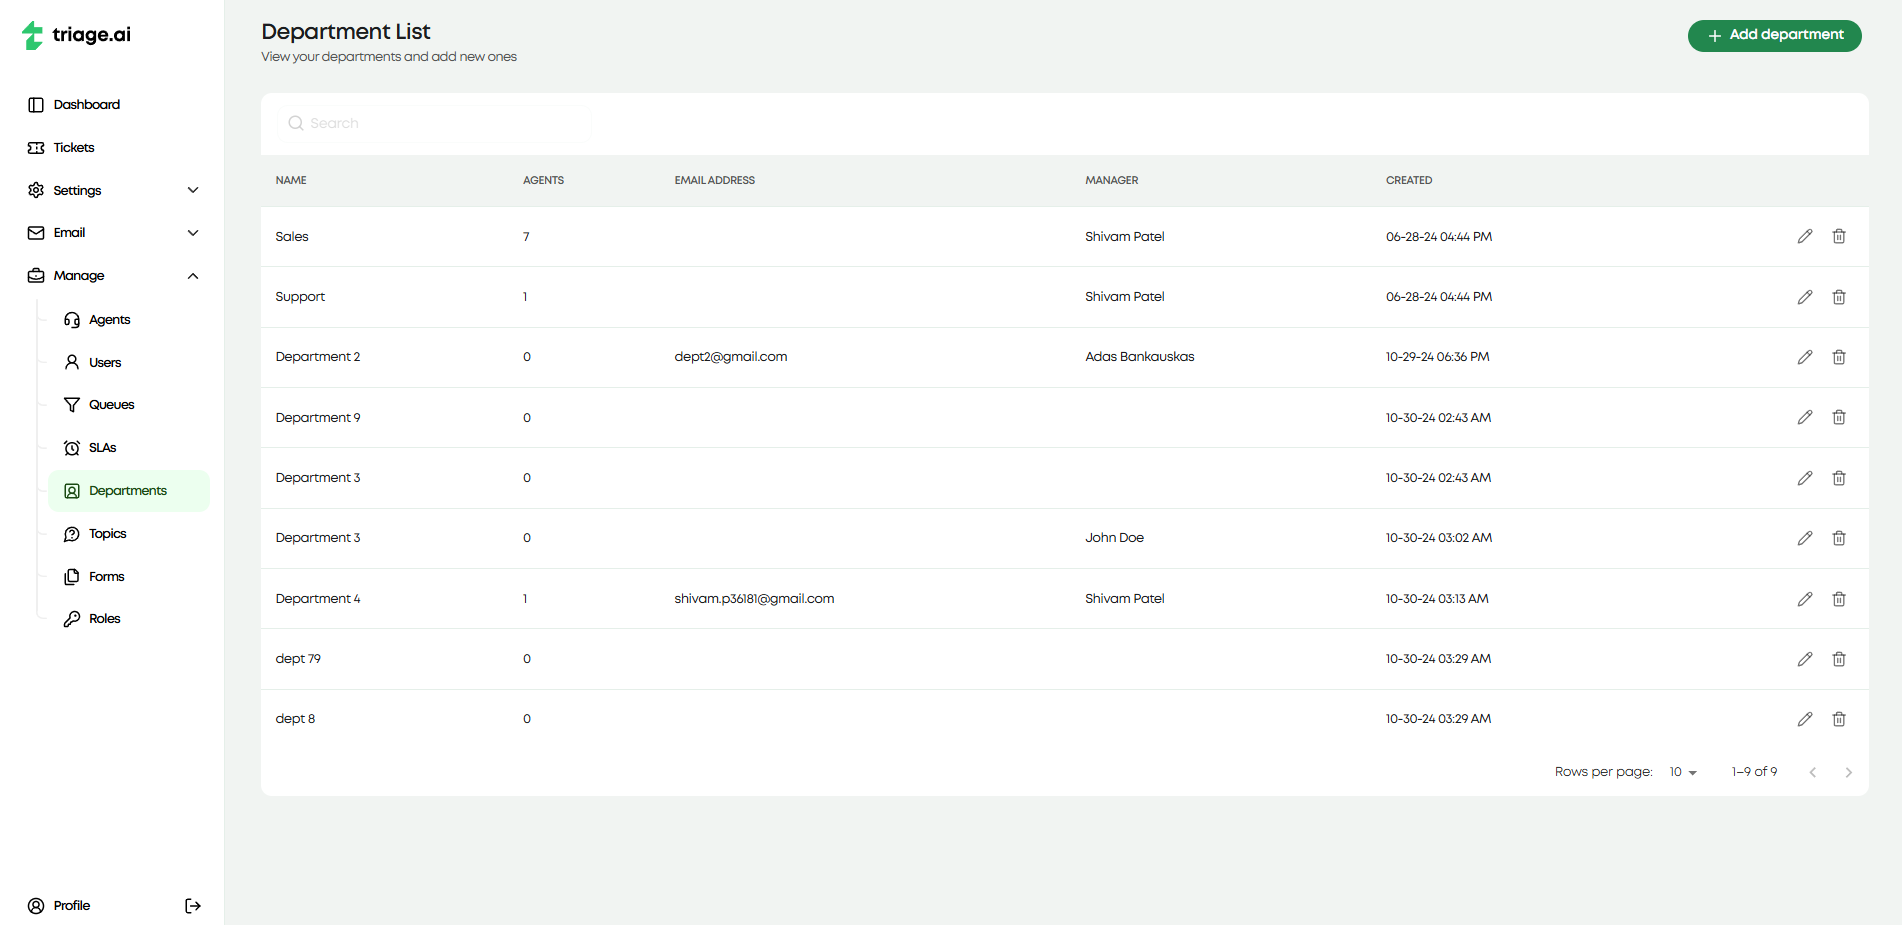 triage.ai
Dashboard
Tickets
Settings
Email
Manage
Agents
Users
Queues
SLAs
Departments
Topics
Forms
Roles
Profile
Department List
View your departments and add new ones
+ Add department
Search
NAME AGENTS EMAIL ADDRESS MANAGER CREATED
Sales 7 Shivam Patel 06-28-24 04:44 PM
Support 1 Shivam Patel 06-28-24 04:44 PM
Department 2 0 dept2@gmail.com Adas Bankauskas 10-29-24 06:36 PM
Department 9 0 10-30-24 02:43 AM
Department 3 0 10-30-24 02:43 AM
Department 3 0 John Doe 10-30-24 03:02 AM
Department 4 1 shivam.p36181@gmail.com Shivam Patel 10-30-24 03:13 AM
dept 79 0 10-30-24 03:29 AM
dept 8 0 10-30-24 03:29 AM
Rows per page: 10 1–9 of 9